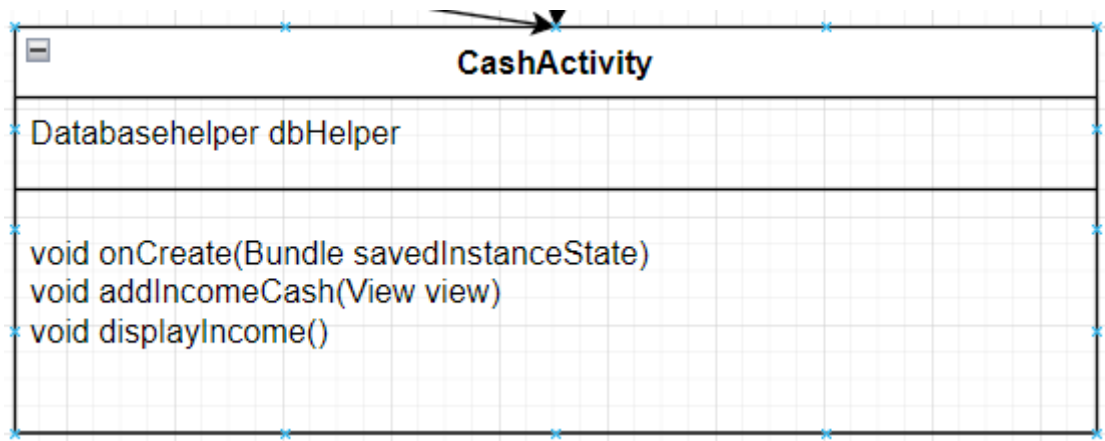 CashActivity
Databasehelper dbHelper
void onCreate(Bundle savedInstanceState)
void addIncomeCash(View view)
void displayIncome()